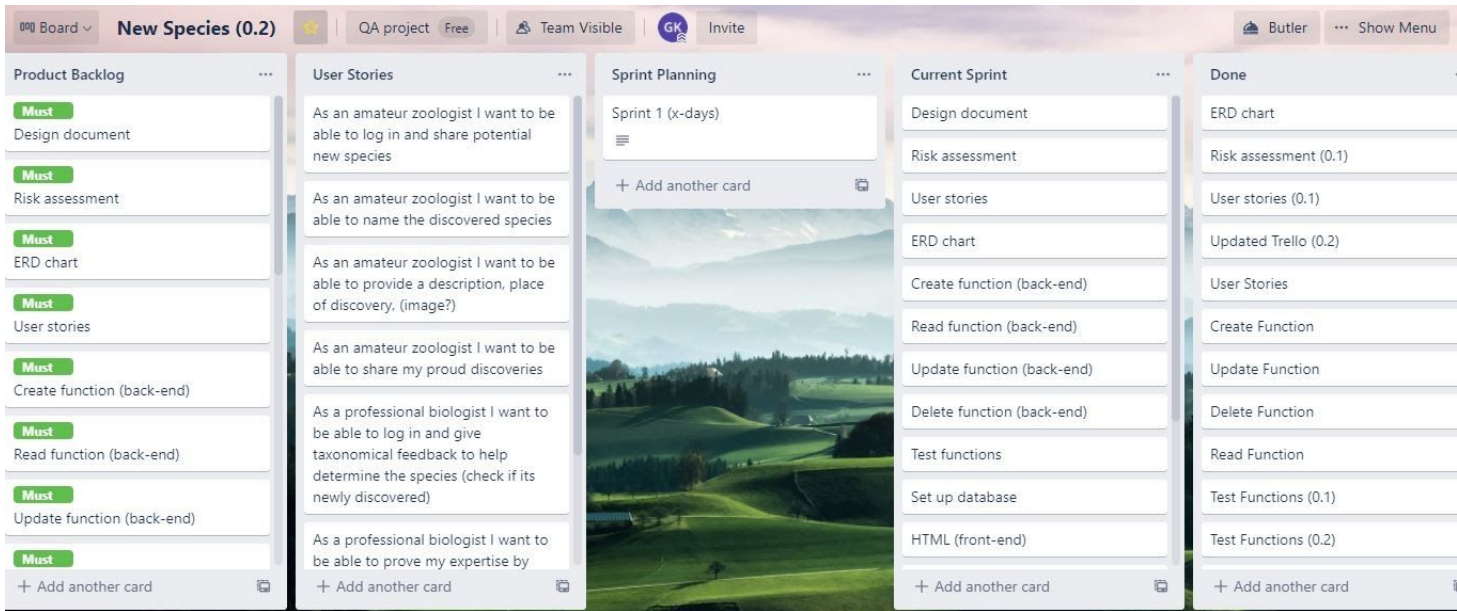 Board
New Species (0.2)
QA project Free
Team Visible
GK
Invite
Butler
... Show Menu
Product Backlog
Must
Design document
Must
Risk assessment
Must
ERD chart
Must
User stories
Must
Create function (back-end)
Must
Read function (back-end)
Must
Update function (back-end)
Must
+ Add another card
User Stories
As an amateur zoologist I want to be
able to log in and share potential
new species
As an amateur zoologist I want to be
able to name the discovered species
As an amateur zoologist I want to be
able to provide a description, place
of discovery, (image?)
As an amateur zoologist I want to be
able to share my proud discoveries
As a professional biologist I want to
be able to log in and give
taxonomical feedback to help
determine the species (check if its
newly discovered)
As a professional biologist I want to
be able to prove my expertise by
+ Add another card
Sprint Planning
Sprint 1 (x-days)
+ Add another card
Current Sprint
Design document
Risk assessment
User stories
ERD chart
Create function (back-end)
Read function (back-end)
Update function (back-end)
Delete function (back-end)
Test functions
Set up database
HTML (front-end)
+ Add another card
Done
ERD chart
Risk assessment (0.1)
User stories (0.1)
Updated Trello (0.2)
User Stories
Create Function
Update Function
Delete Function
Read Function
Test Functions (0.1)
Test Functions (0.2)
+ Add another card